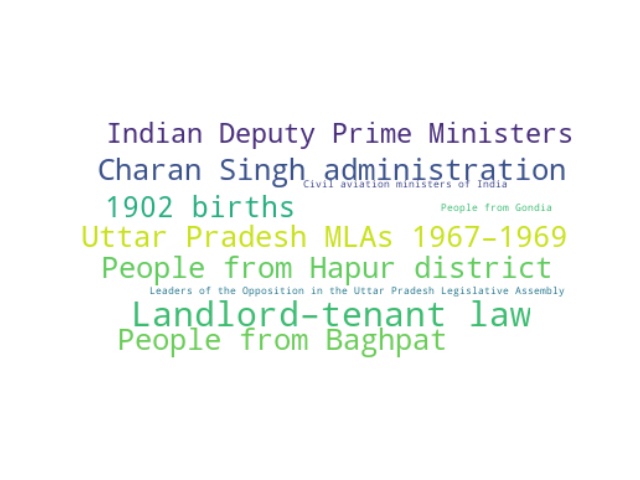 Indian Deputy Prime Ministers
Charan Singh administration
Civil aviation ministers of India
1902 births
People from Gondia
Uttar Pradesh MLAs 1967–1969
People from Hapur district
Leaders of the Opposition in the Uttar Pradesh Legislative Assembly
Landlord–tenant law
People from Baghpat